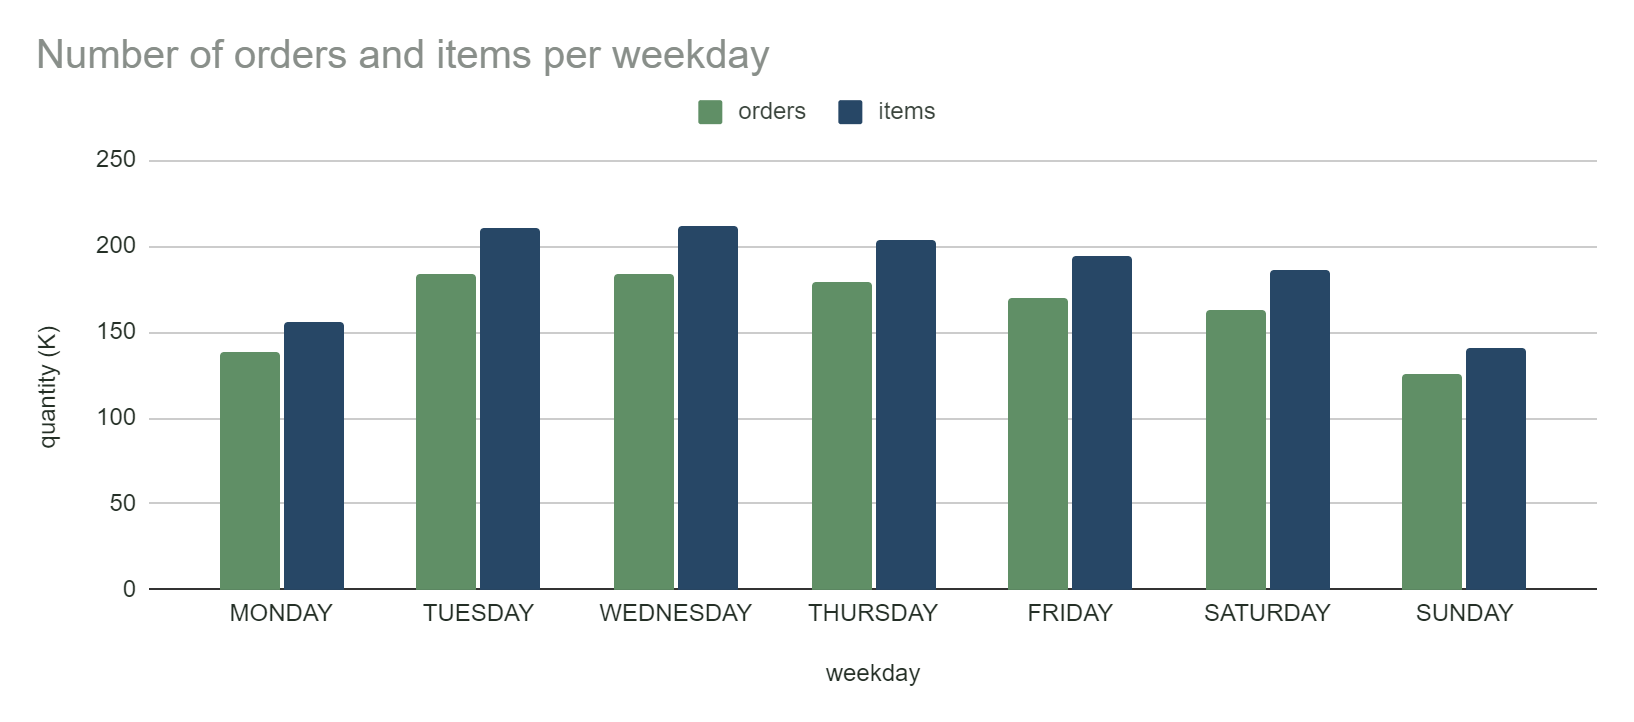 Number of orders and items per weekday
orders items
250
200
150
100
50
0
quantity (K)
MONDAY TUESDAY WEDNESDAY THURSDAY FRIDAY SATURDAY SUNDAY
weekday